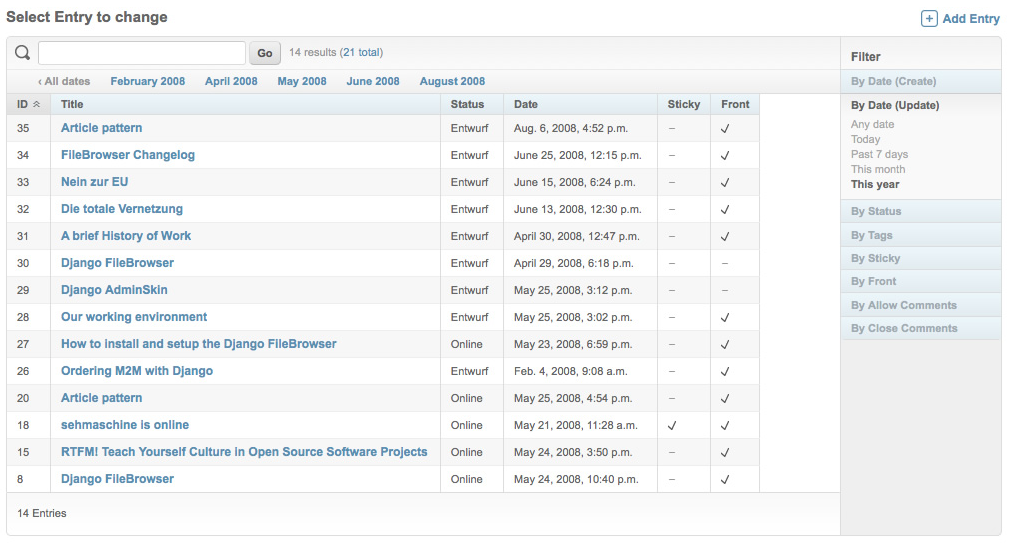 Select Entry to change
Add Entry
Go 14 results (21 total)
‹ All dates February 2008 April 2008 May 2008 June 2008 August 2008
ID Title Status Date Sticky Front
35 Article pattern Entwurf Aug. 6, 2008, 4:52 p.m. –
34 FileBrowser Changelog Entwurf June 25, 2008, 12:15 p.m. –
33 Nein zur EU Entwurf June 15, 2008, 6:24 p.m. –
32 Die totale Vernetzung Entwurf June 13, 2008, 12:30 p.m. –
31 A brief History of Work Entwurf April 30, 2008, 12:47 p.m. –
30 Django FileBrowser Entwurf April 29, 2008, 6:18 p.m. – –
29 Django AdminSkin Entwurf May 25, 2008, 3:12 p.m. – –
28 Our working environment Entwurf May 25, 2008, 3:02 p.m. –
27 How to install and setup the Django FileBrowser Online May 23, 2008, 6:59 p.m. –
26 Ordering M2M with Django Entwurf Feb. 4, 2008, 9:08 a.m. –
20 Article pattern Online May 25, 2008, 4:54 p.m. –
18 sehmaschine is online Online May 21, 2008, 11:28 a.m.
15 RTFM! Teach Yourself Culture in Open Source Software Projects Online May 24, 2008, 3:50 p.m. –
8 Django FileBrowser Online May 24, 2008, 10:40 p.m. –
14 Entries
Filter
By Date (Create)
By Date (Update)
Any date
Today
Past 7 days
This month
This year
By Status
By Tags
By Sticky
By Front
By Allow Comments
By Close Comments